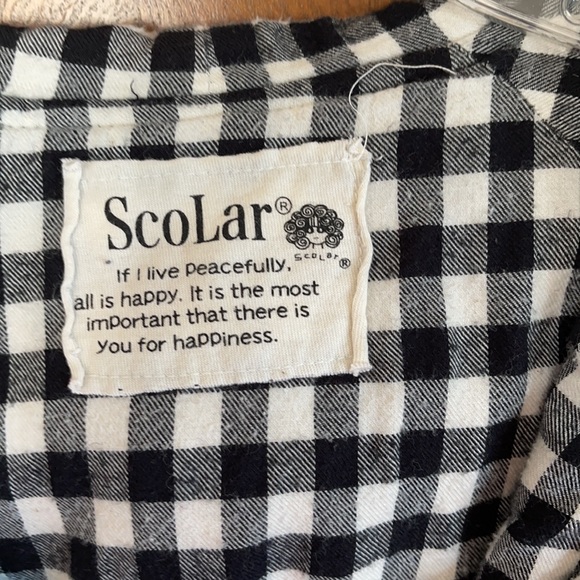 ScoLar®
SCoLar®
If I live peacefully,
all is happy. It is the most
important that there is
you for happiness.